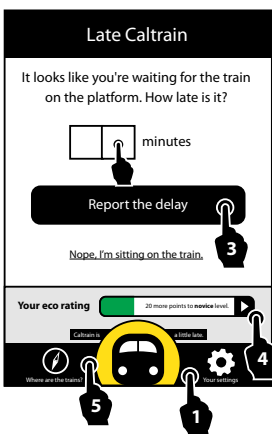 Late Caltrain
It looks like you're waiting for the train
on the platform. How late is it?
minutes
Report the delay
3
Nope, I'm sitting on the train.
Your eco rating
20 more points to novice level.
4
Caltrain is
a little late.
Where are the trains?
Your settings
5
1